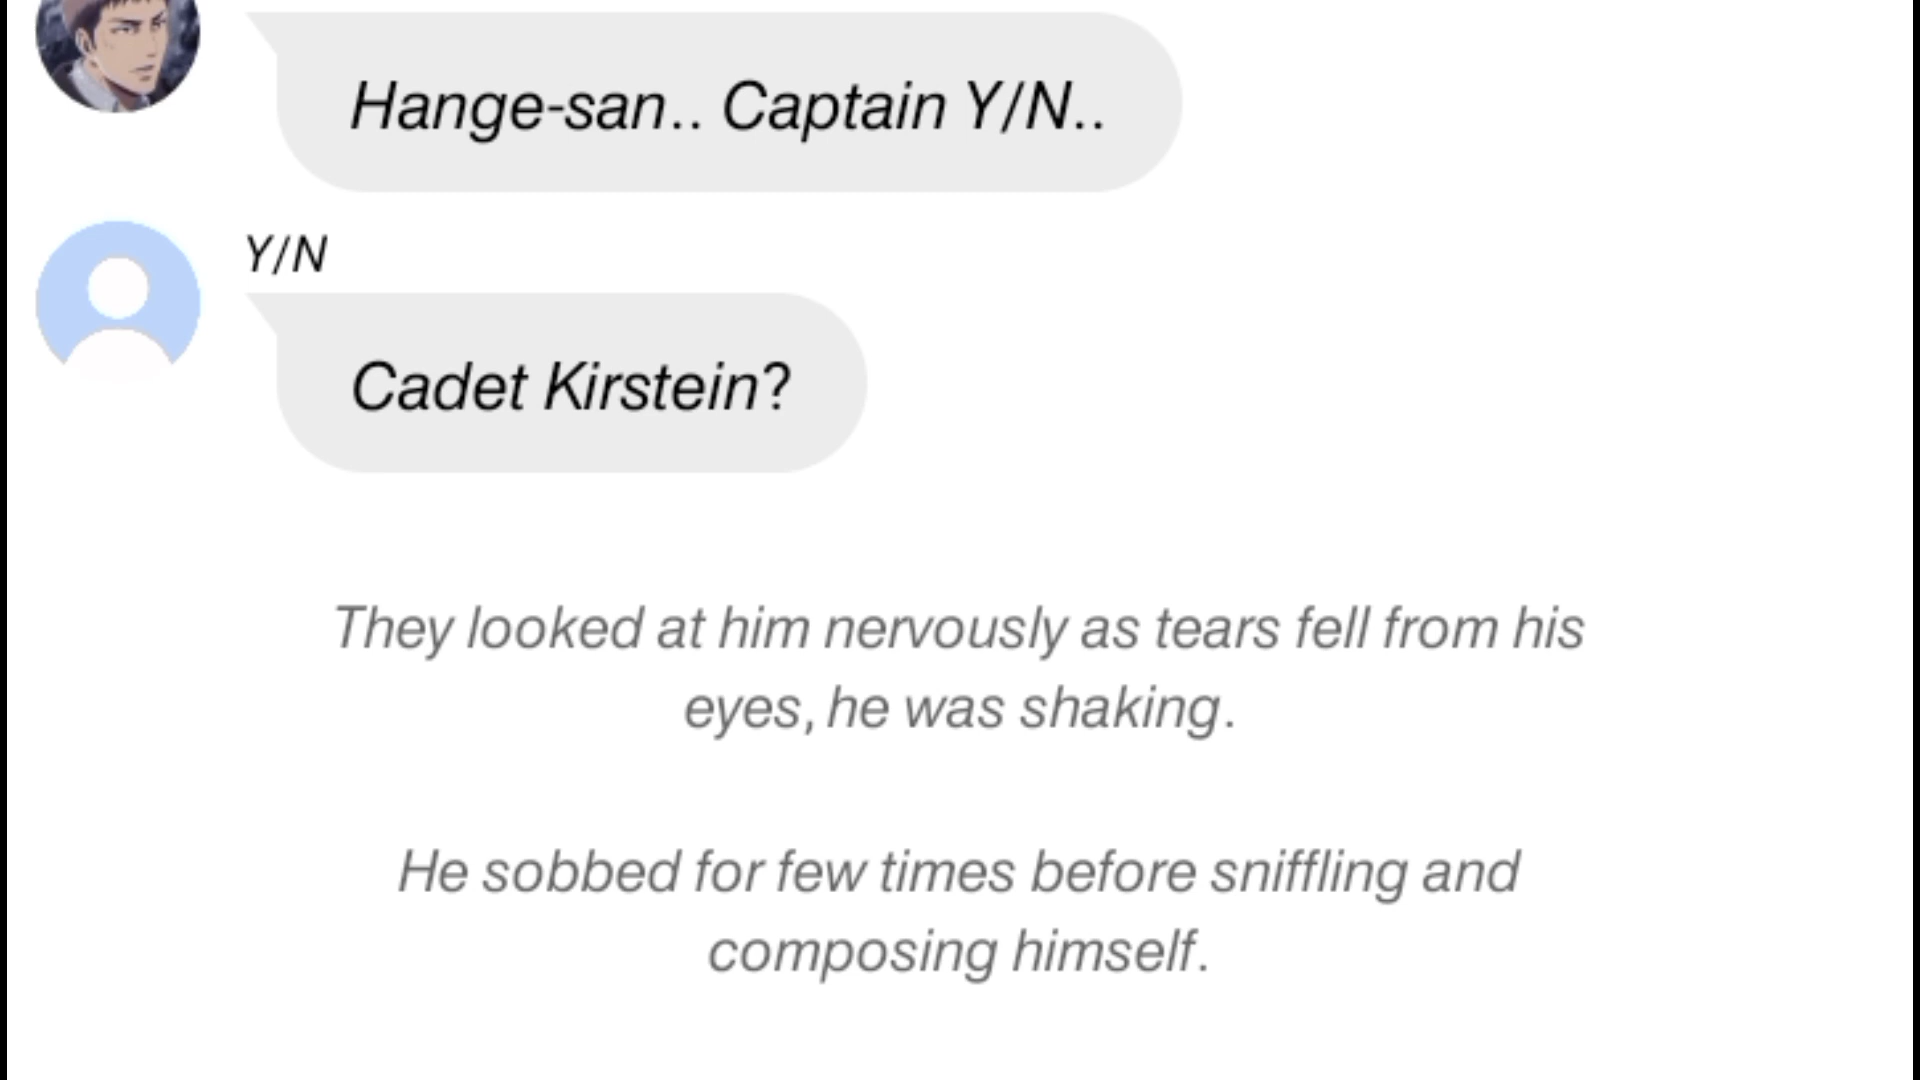 Hange-san.. Captain Y/N..
Y/N
Cadet Kirstein?
They looked at him nervously as tears fell from his
eyes, he was shaking.
He sobbed for few times before sniffling and
composing himself.